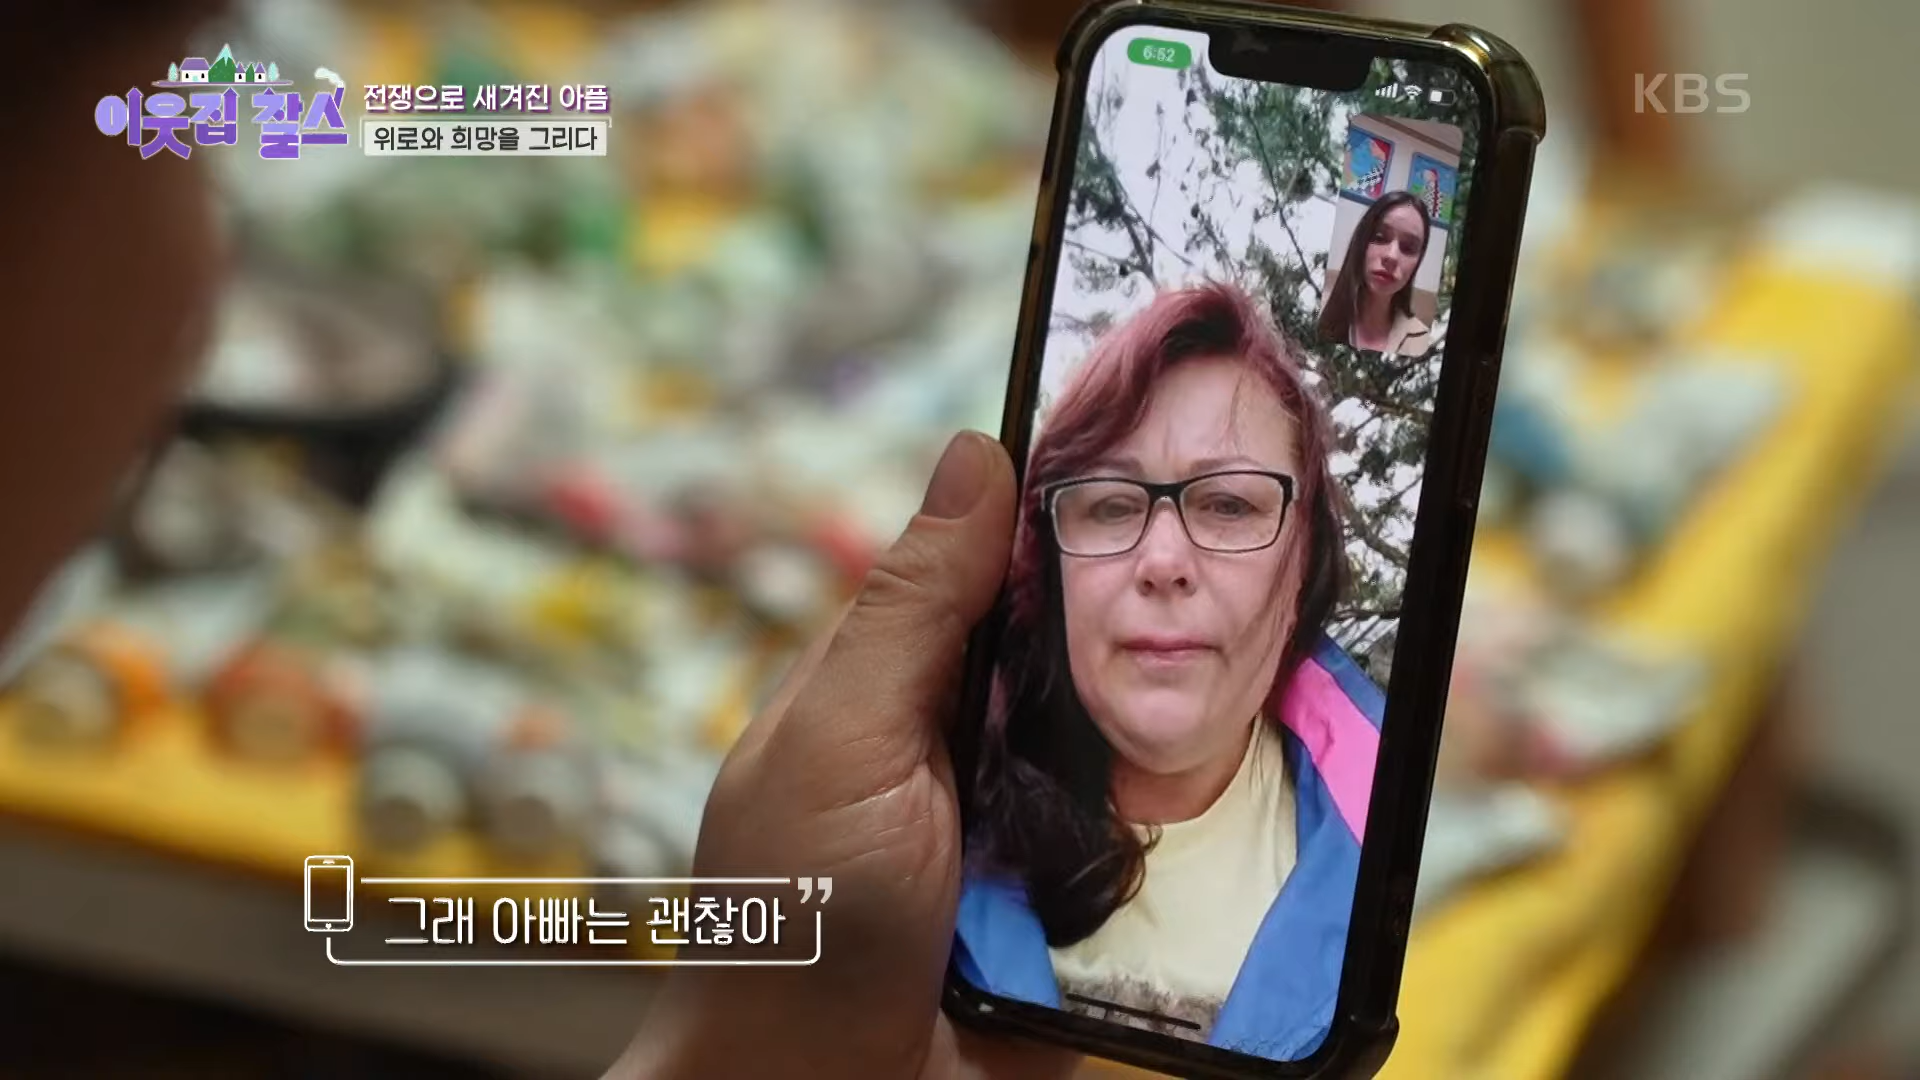 이웃집 찰스
전쟁으로 새겨진 아픔
위로와 희망을 그리다
KBS
6:52
그래 아빠는 괜찮아